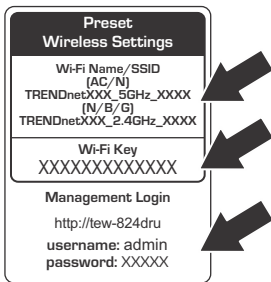 Preset
Wireless Settings
Wi-Fi Name/SSID
(AC/N)
TRENDnetXXX_5GHz_XXXX
(N/B/G)
TRENDnetXXX_2.4GHz_XXXX
Wi-Fi Key
XXXXXXXXXXXXX
Management Login
http://tew-824dru
username: admin
password: XXXXX